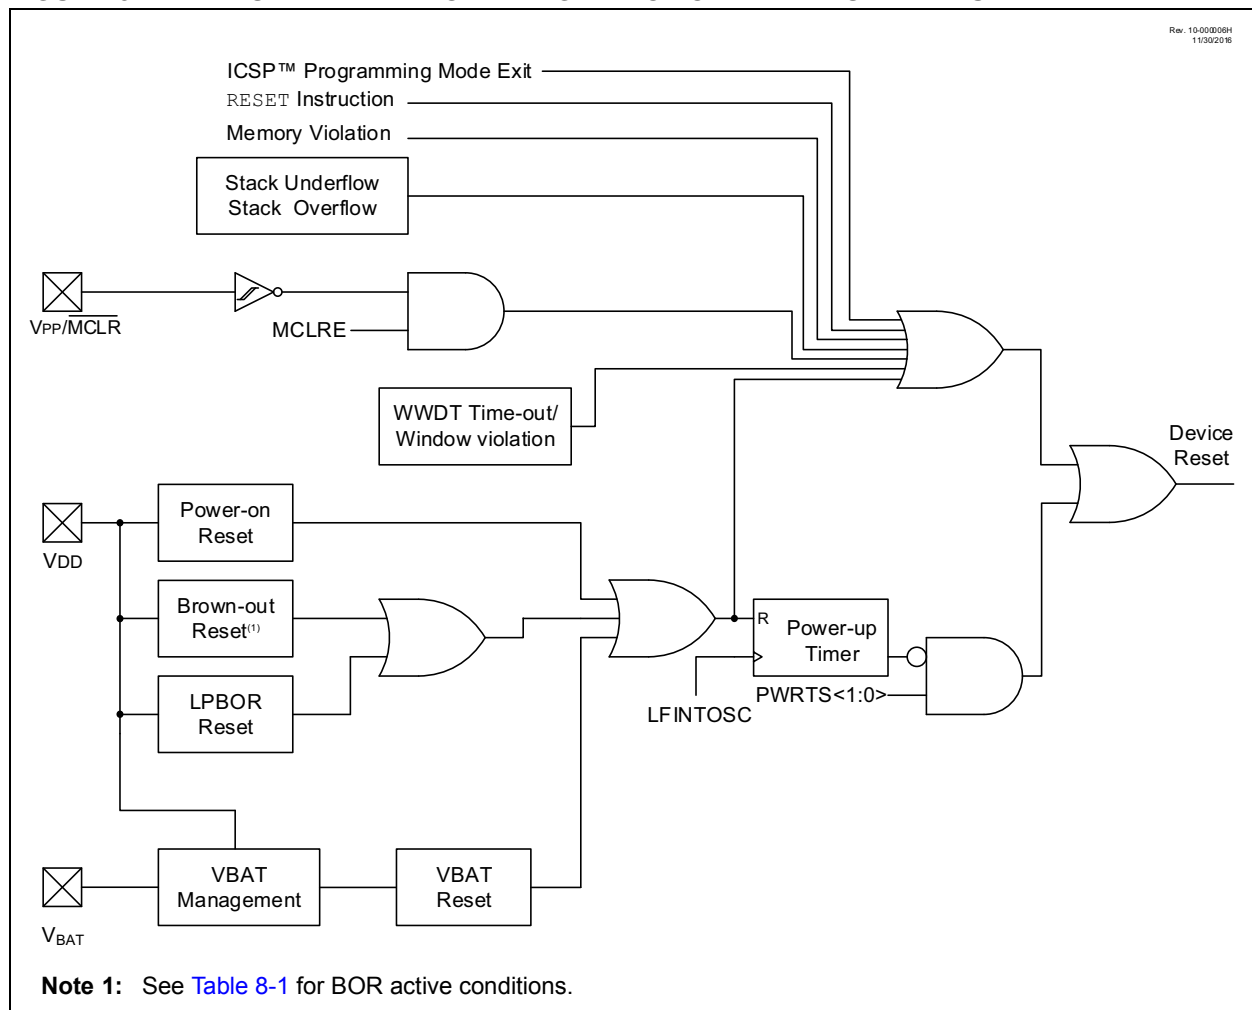 Rev. 10-000006H
11/30/2016
ICSP™ Programming Mode Exit
RESET Instruction
Memory Violation
Stack Underflow
Stack Overflow
VPP/MCLR
MCLRE
WWDT Time-out/
Window violation
Device
Reset
Power-on
Reset
VDD
Brown-out
Reset(1)
R
Power-up
Timer
LPBOR
Reset
PWRTS<1:0>
LFINTOSC
VBAT
Management
VBAT
Reset
VBAT
Note 1: See Table 8-1 for BOR active conditions.